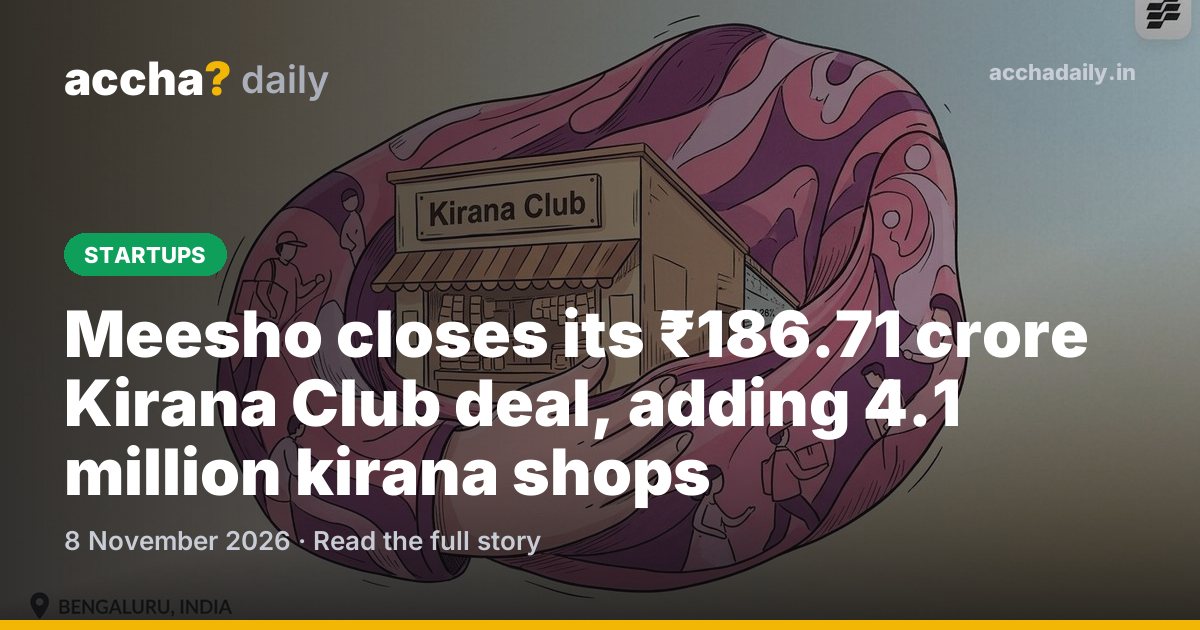 accha? daily
acchadaily.in
Kirana Club
STARTUPS
26%
Meesho closes its ₹186.71 crore
Kirana Club deal, adding 4.1
million kirana shops
8 November 2026 · Read the full story
BENGALURU, INDIA